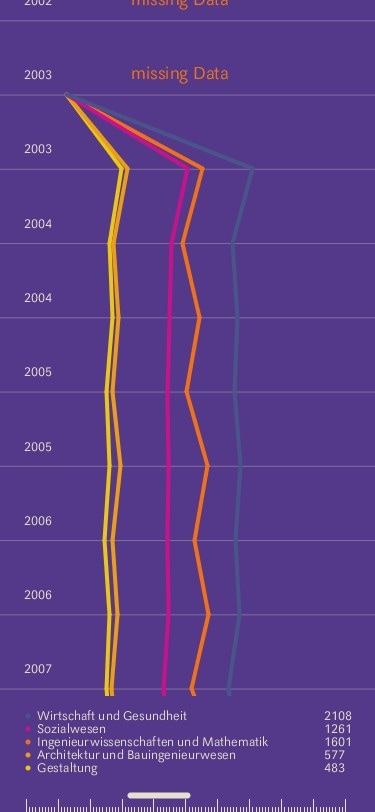 2002 missing Data
2003 missing Data
2003
2004
2004
2005
2005
2006
2006
2007
Wirtschaft und Gesundheit 2108
Sozialwesen 1261
Ingenieurwissenschaften und Mathematik 1601
Architektur und Bauingenieurwesen 577
Gestaltung 483